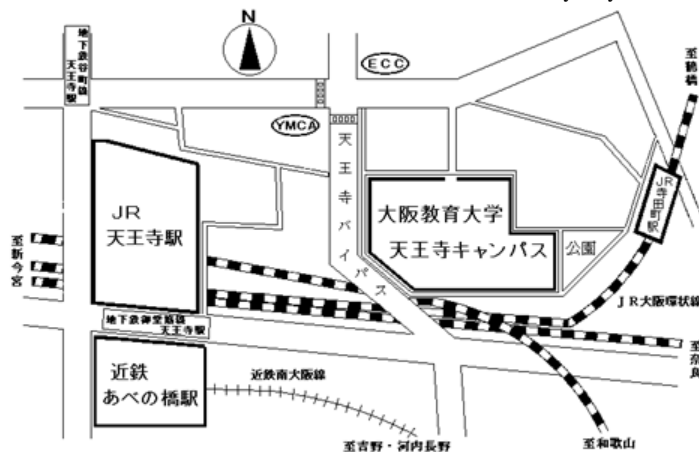 地下鉄谷町線
天王寺駅
N
ECC
YMCA
至鶴橋
天王寺バイパス
JR
天王寺駅
大阪教育大学
天王寺キャンパス
公園
JR寺田町駅
至新今宮
JR大阪環状線
地下鉄御堂筋線
天王寺駅
至奈良
近鉄
あべの橋駅
近鉄南大阪線
至吉野・河内長野
至和歌山